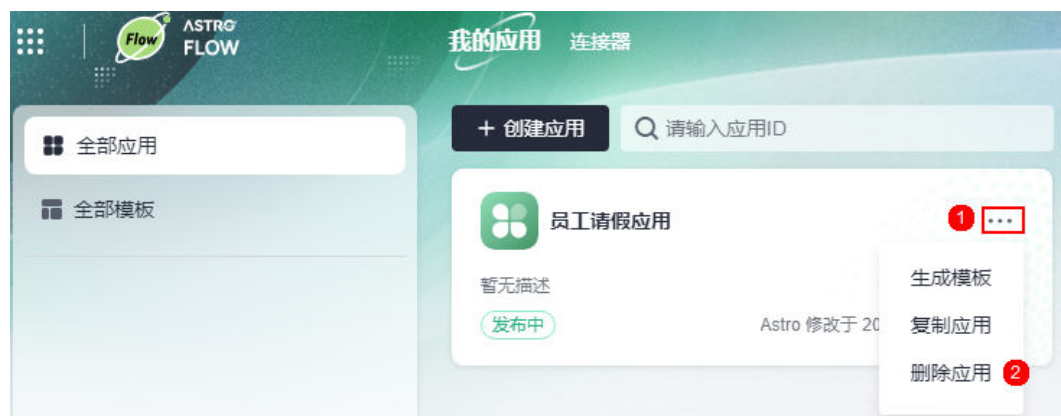 Flow
ASTRO
FLOW
我的应用
连接器
全部应用
全部模板
+ 创建应用
请输入应用ID
员工请假应用
1
...
暂无描述
发布中
Astro 修改于 20
生成模板
复制应用
删除应用
2